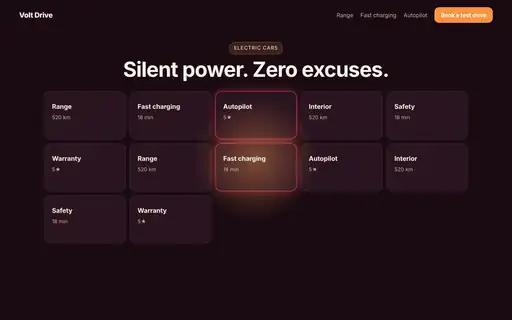 Volt Drive
Range Fast charging Autopilot Book a test drive
ELECTRIC CARS
Silent power. Zero excuses.
Range
520 km
Fast charging
18 min
Autopilot
5★
Interior
520 km
Safety
18 min
Warranty
5★
Range
520 km
Fast charging
18 min
Autopilot
5★
Interior
520 km
Safety
18 min
Warranty
5★